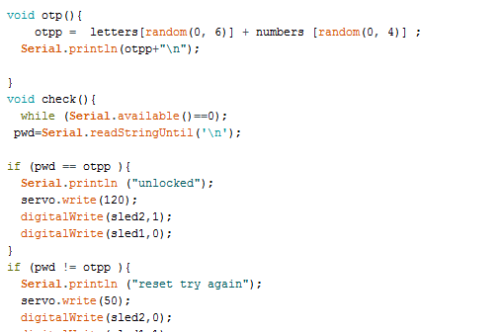 void otp(){
otpp = letters[random(0, 6)] + numbers [random(0, 4)] ;
Serial.println(otpp+"\n");
}
void check(){
while (Serial.available()==0);
pwd=Serial.readStringUntil('\n');
if (pwd == otpp ){
Serial.println ("unlocked");
servo.write(120);
digitalWrite(sled2,1);
digitalWrite(sled1,0);
}
if (pwd != otpp ){
Serial.println ("reset try again");
servo.write(50);
digitalWrite(sled2,0);